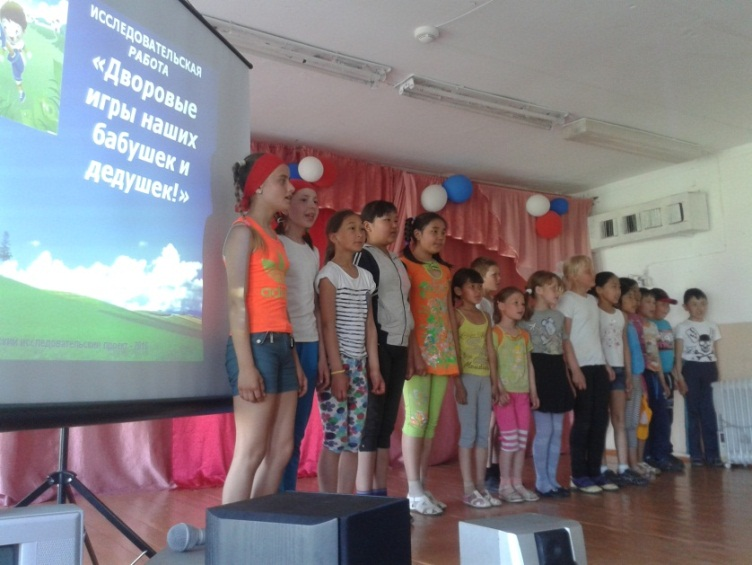 ИССЛЕДОВАТЕЛЬСКАЯ
РАБОТА
«Дворовые
игры наших
бабушек и
дедушек!»